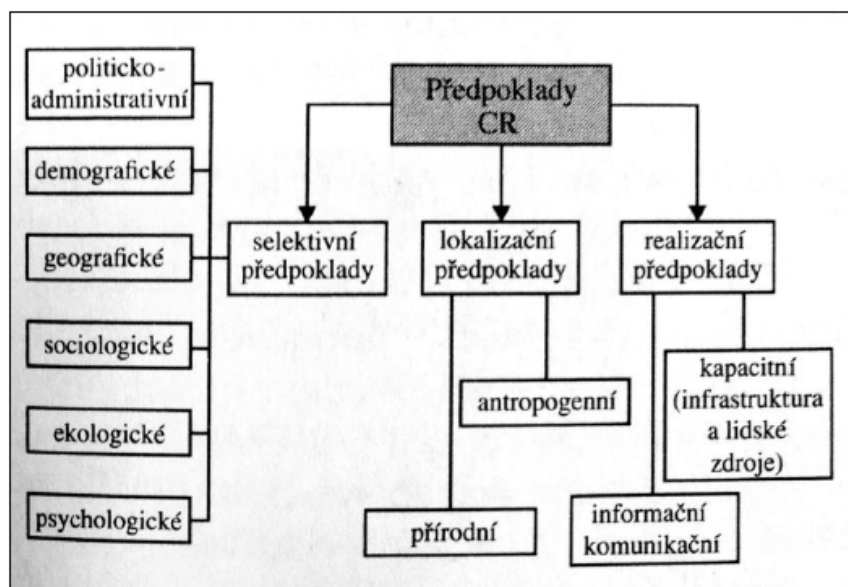 Předpoklady
CR
politicko-
administrativní
demografické
geografické
sociologické
ekologické
psychologické
selektivní
předpoklady
lokalizační
předpoklady
realizační
předpoklady
antropogenní
přírodní
kapacitní
(infrastruktura
a lidské
zdroje)
informační
komunikační